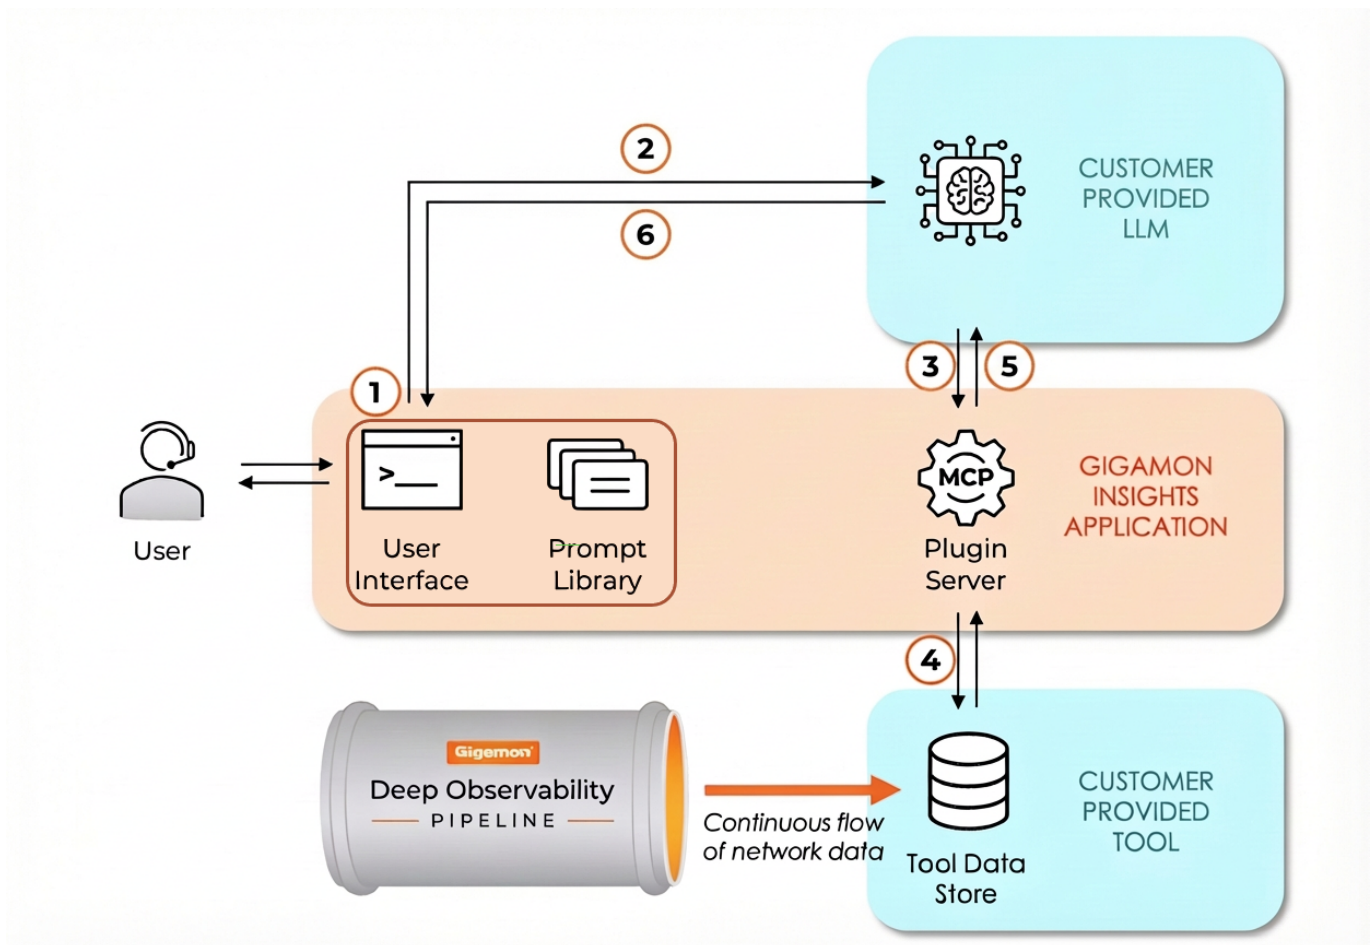 2
CUSTOMER
PROVIDED
LLM
6
3
5
1
>_
MCP
GIGAMON
INSIGHTS
APPLICATION
User
User
Interface
Prompt
Library
Plugin
Server
4
Gigemon
Deep Observability
PIPELINE
Continuous flow
of network data
Tool Data
Store
CUSTOMER
PROVIDED
TOOL